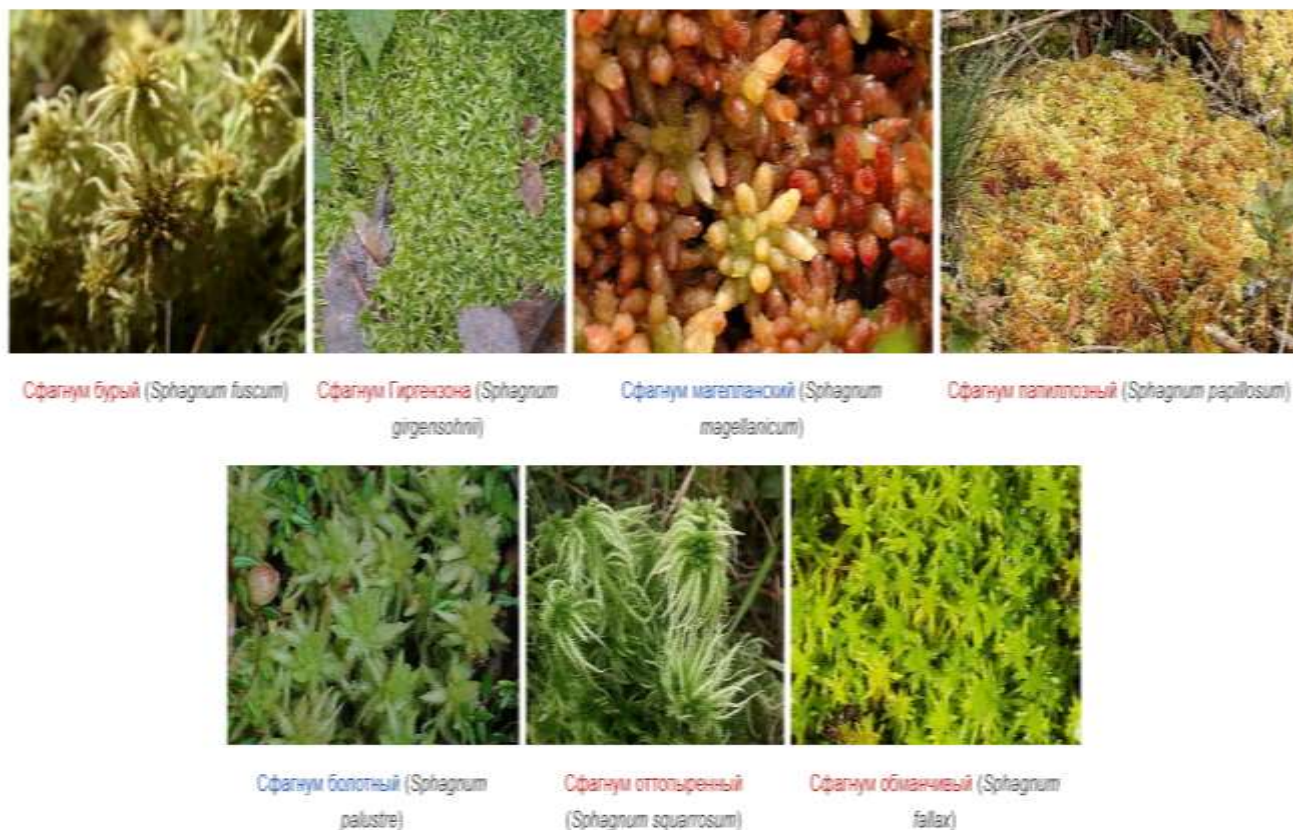 Сфагнум бурый (Sphagnum fuscum)
Сфагнум Гиргензона (Sphagnum
girgensohnii)
Сфагнум магелланский (Sphagnum
magellanicum)
Сфагнум папиллозный (Sphagnum papillosum)
Сфагнум болотный (Sphagnum
palustre)
Сфагнум оттопыренный
(Sphagnum squarrosum)
Сфагнум обманчивый (Sphagnum
fallax)